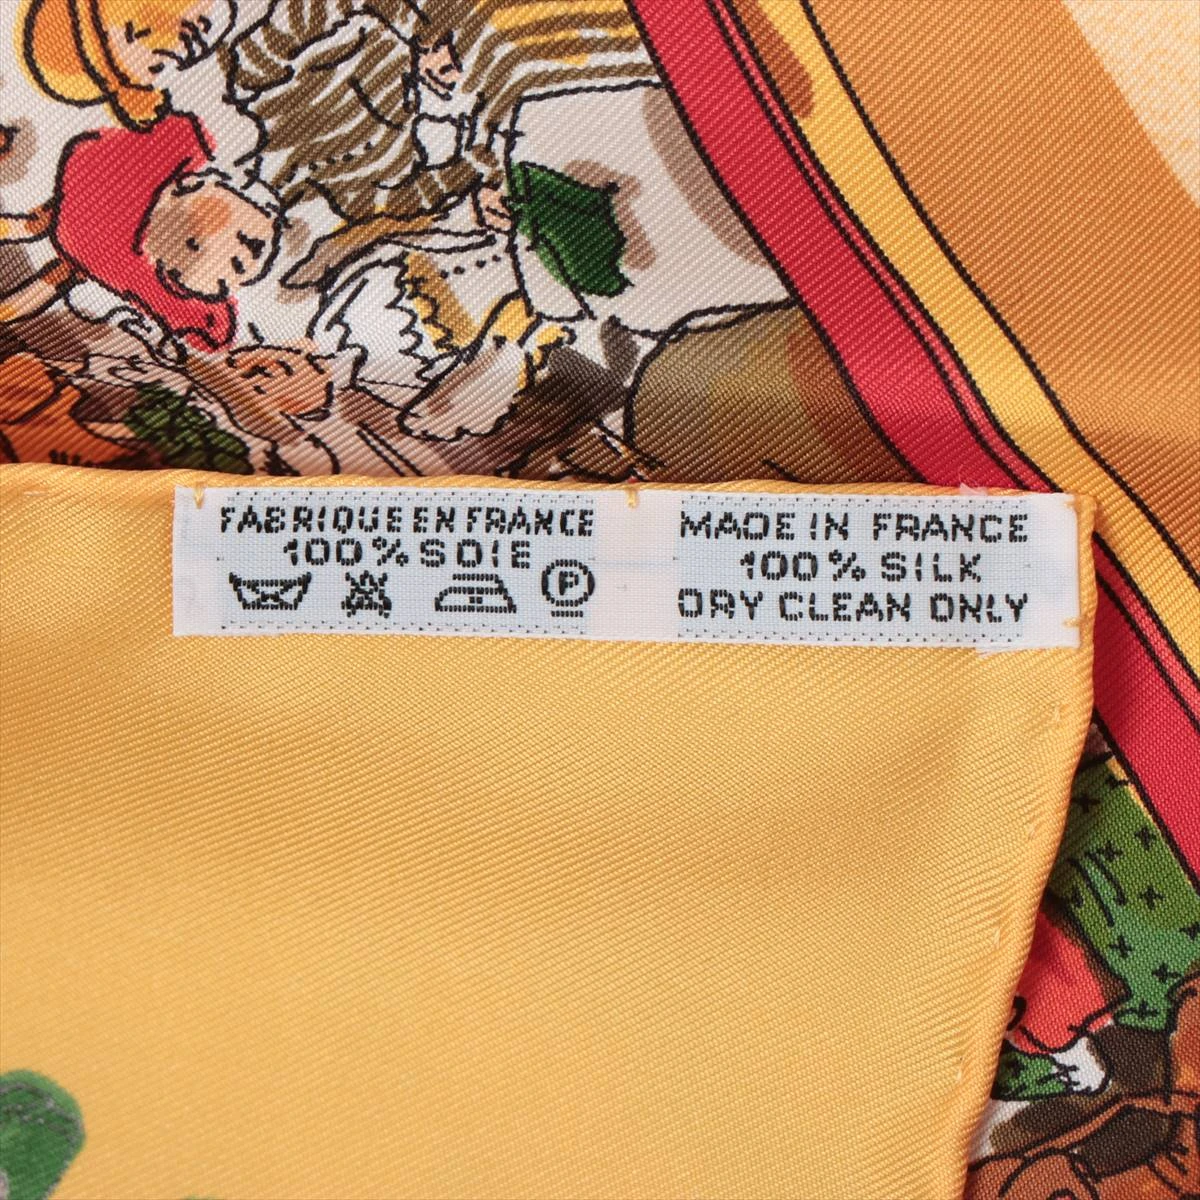 FABRIQUE EN FRANCE
100% SOIE
P
MADE IN FRANCE
100% SILK
DRY CLEAN ONLY